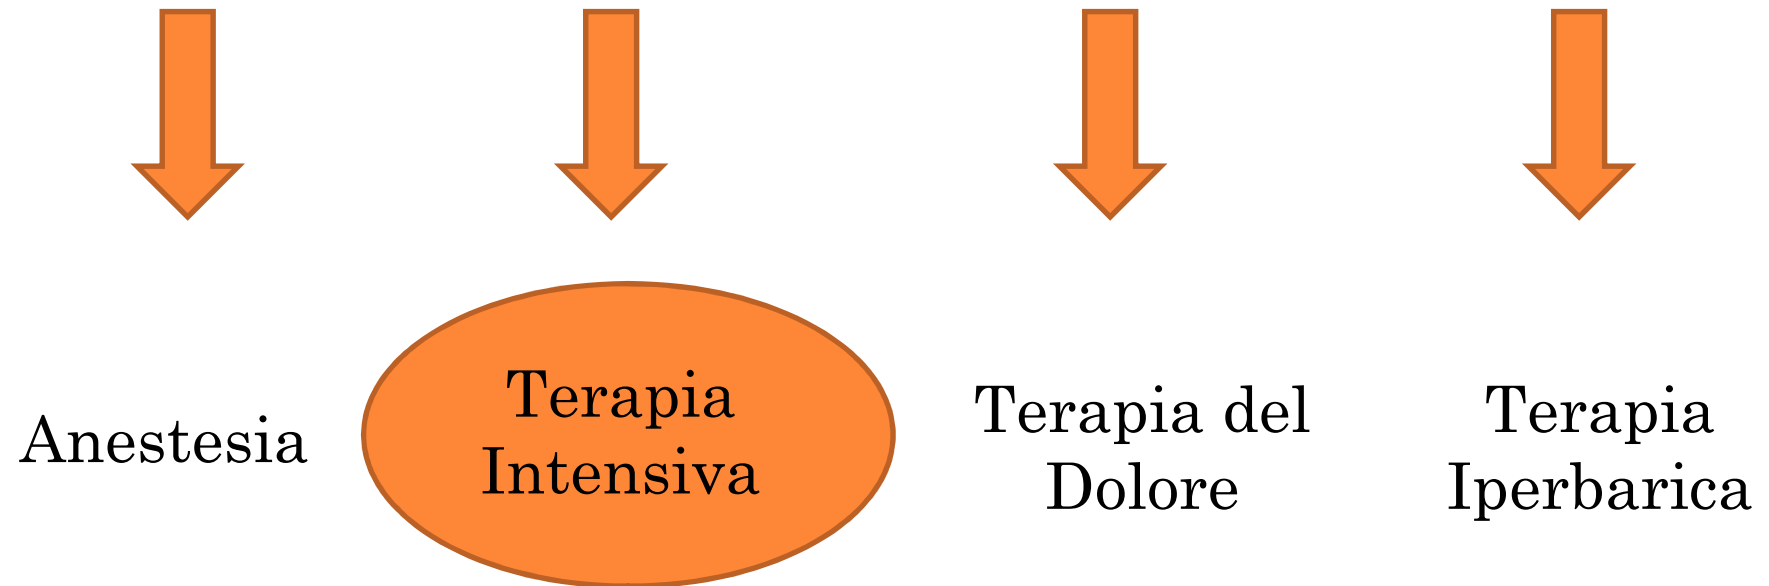 Anestesia
Terapia
Intensiva
Terapia del
Dolore
Terapia
Iperbarica